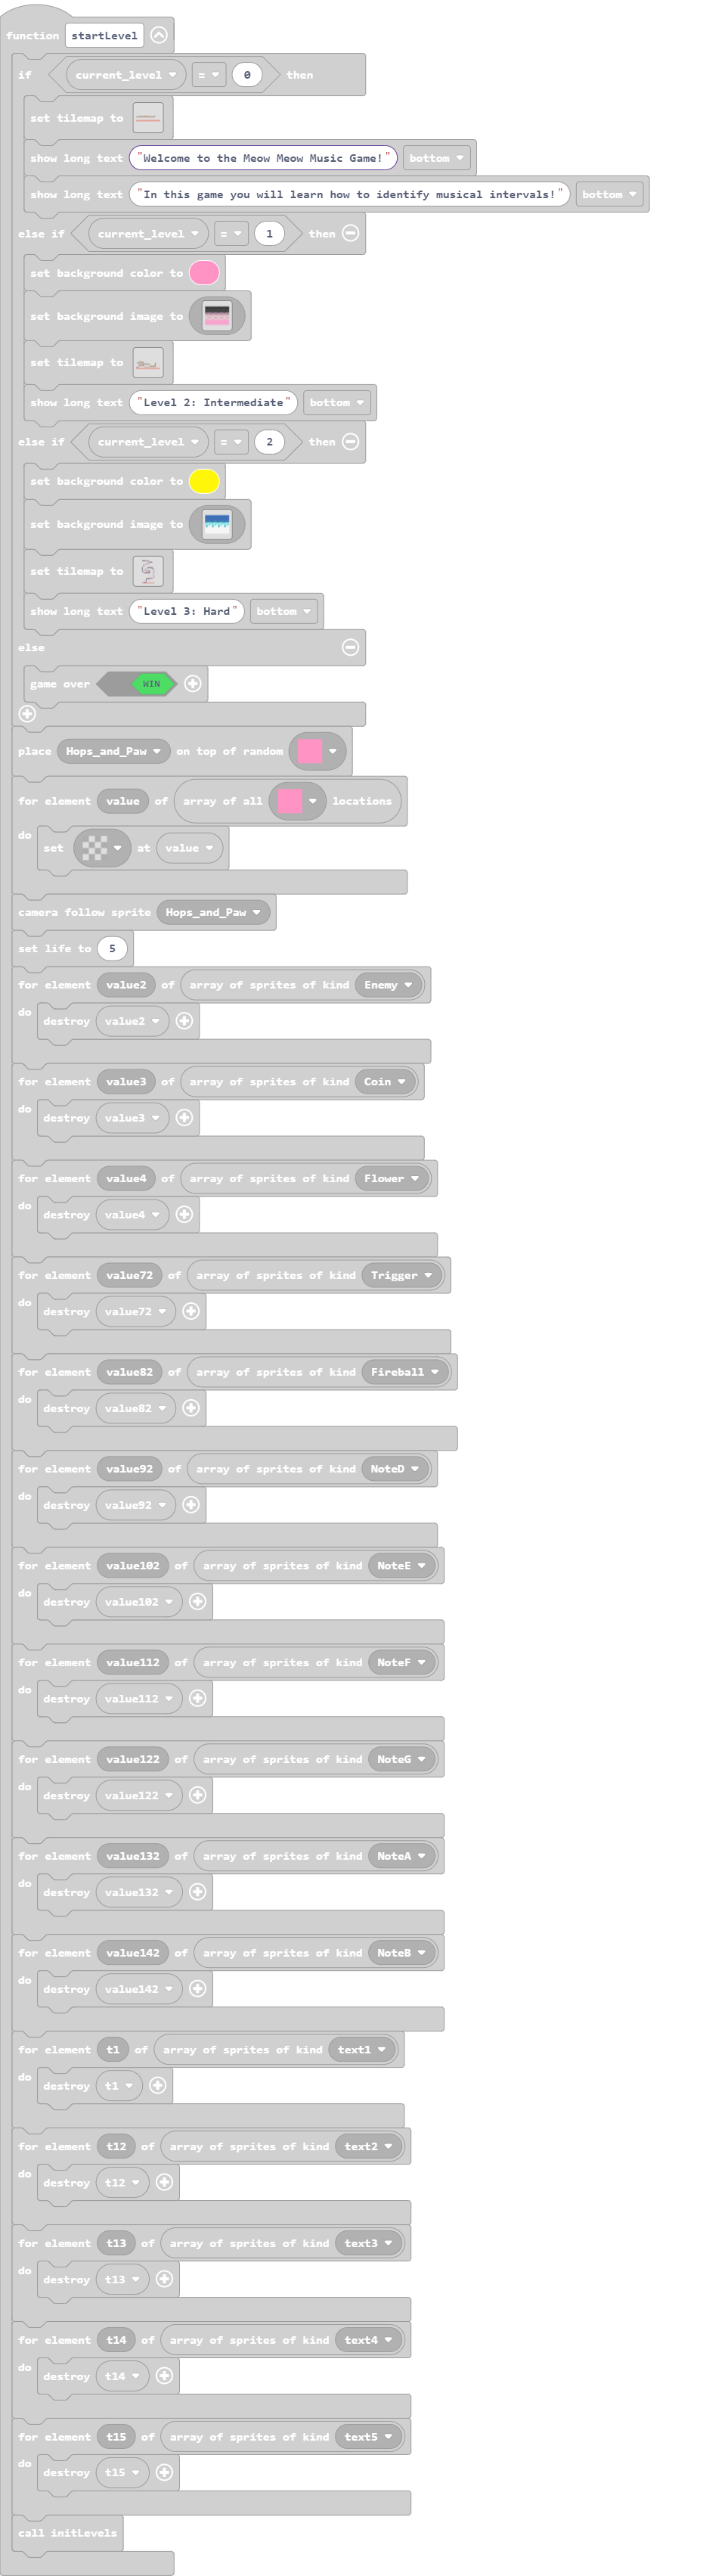 function startLevel
if current_level = 0 then
set tilemap to
show long text "Welcome to the Meow Meow Music Game!" bottom
show long text "In this game you will learn how to identify musical intervals!" bottom
else if current_level = 1 then
set background color to
set background image to
set tilemap to
show long text "Level 2: Intermediate" bottom
else if current_level = 2 then
set background color to
set background image to
set tilemap to
show long text "Level 3: Hard" bottom
else
game over WIN
place Hops_and_Paw on top of random
for element value of array of all locations
do
set at value
camera follow sprite Hops_and_Paw
set life to 5
for element value2 of array of sprites of kind Enemy
do
destroy value2
for element value3 of array of sprites of kind Coin
do
destroy value3
for element value4 of array of sprites of kind Flower
do
destroy value4
for element value72 of array of sprites of kind Trigger
do
destroy value72
for element value82 of array of sprites of kind Fireball
do
destroy value82
for element value92 of array of sprites of kind NoteD
do
destroy value92
for element value102 of array of sprites of kind NoteE
do
destroy value102
for element value112 of array of sprites of kind NoteF
do
destroy value112
for element value122 of array of sprites of kind NoteG
do
destroy value122
for element value132 of array of sprites of kind NoteA
do
destroy value132
for element value142 of array of sprites of kind NoteB
do
destroy value142
for element t1 of array of sprites of kind text1
do
destroy t1
for element t12 of array of sprites of kind text2
do
destroy t12
for element t13 of array of sprites of kind text3
do
destroy t13
for element t14 of array of sprites of kind text4
do
destroy t14
for element t15 of array of sprites of kind text5
do
destroy t15
call initLevels